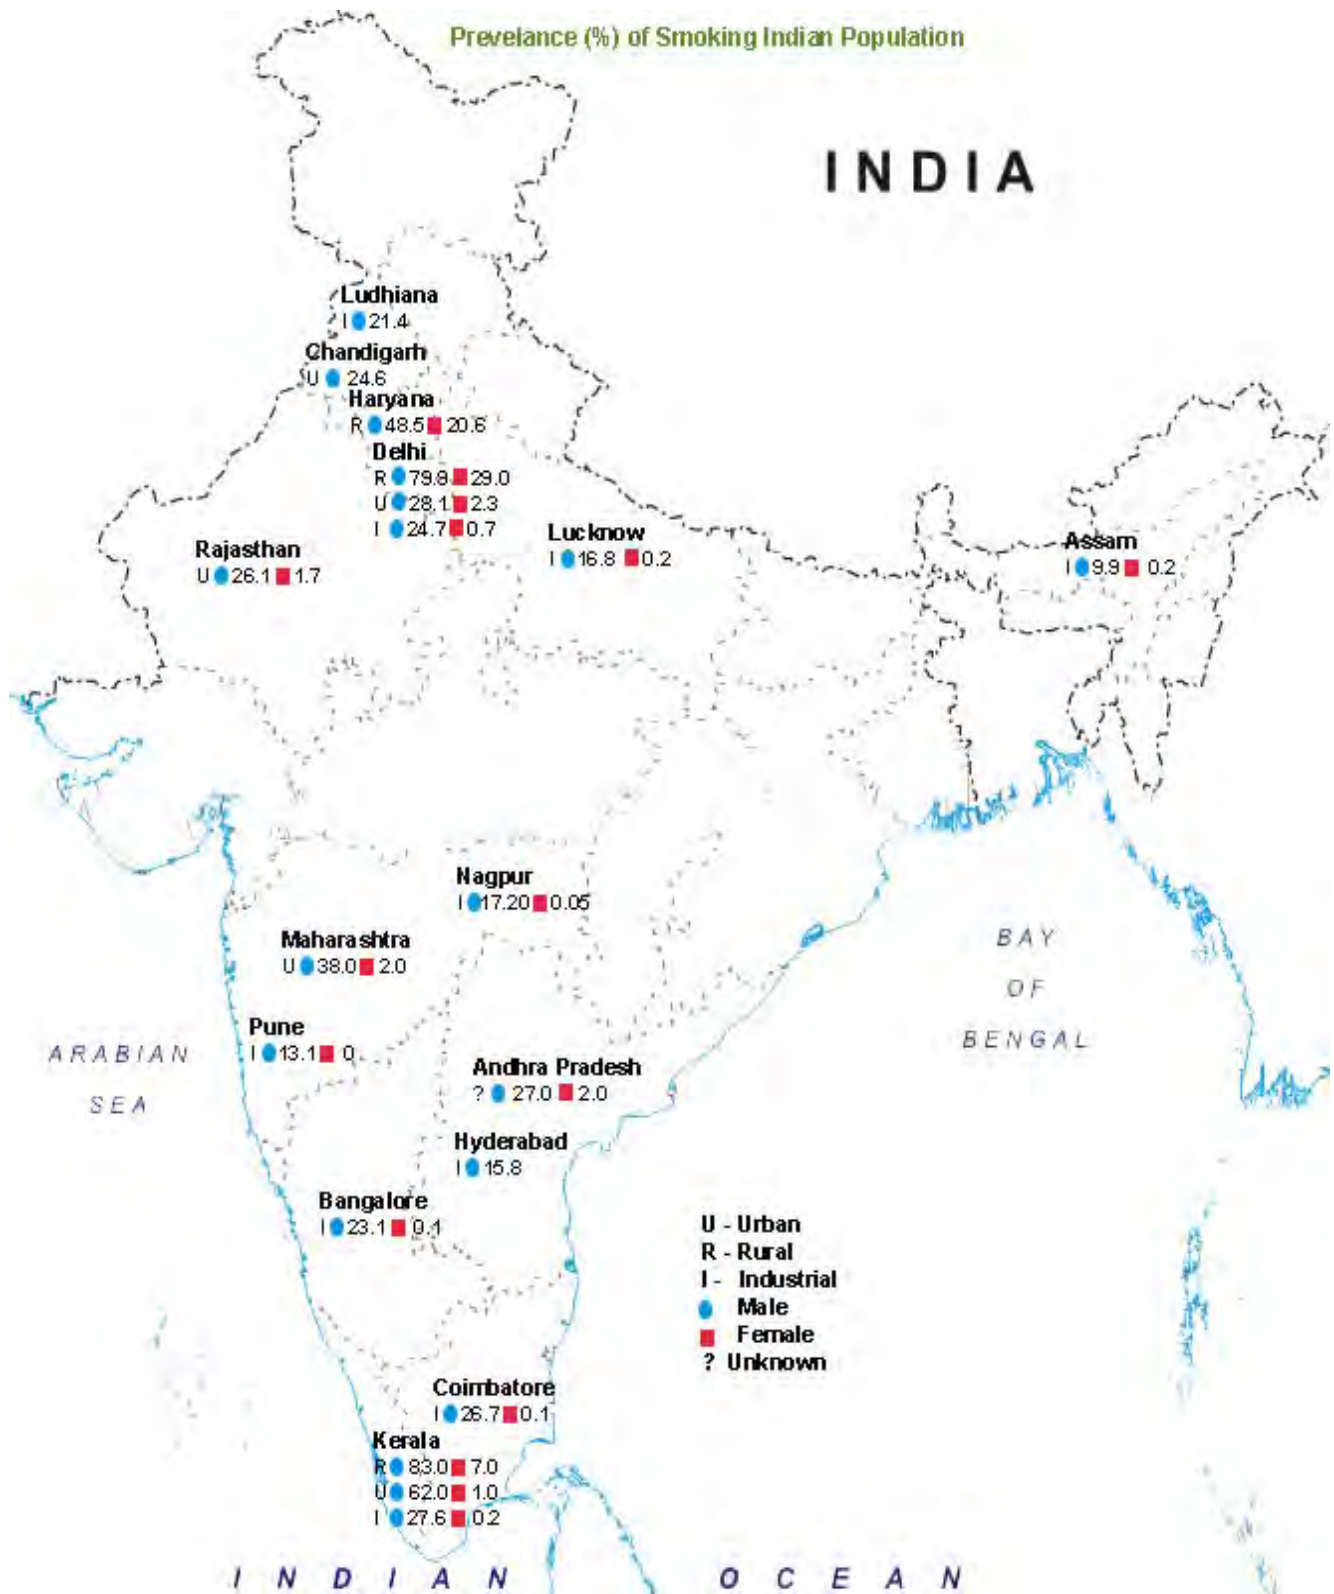 Prevelance (%) of Smoking Indian Population
INDIA
Ludhiana
I 21.4
Chandigarh
U 24.6
Haryana
R 48.5 20.6
Delhi
R 79.8 29.0
U 28.1 2.3
I 24.7 0.7
Lucknow
I 16.8 0.2
Rajasthan
U 26.1 1.7
Assam
I 9.9 0.2
Nagpur
I 17.20 0.05
Maharashtra
U 38.0 2.0
Pune
I 13.1 0
ARABIAN
SEA
BAY
OF
BENGAL
Andhra Pradesh
? 27.0 2.0
Hyderabad
I 15.8
Bangalore
I 23.1
U - Urban
R - Rural
I - Industrial
Male
Female
? Unknown
Coimbatore
I 26.7 0.1
Kerala
R 83.0 7.0
U 62.0 1.0
I 27.6 0.2
INDIAN OCEAN